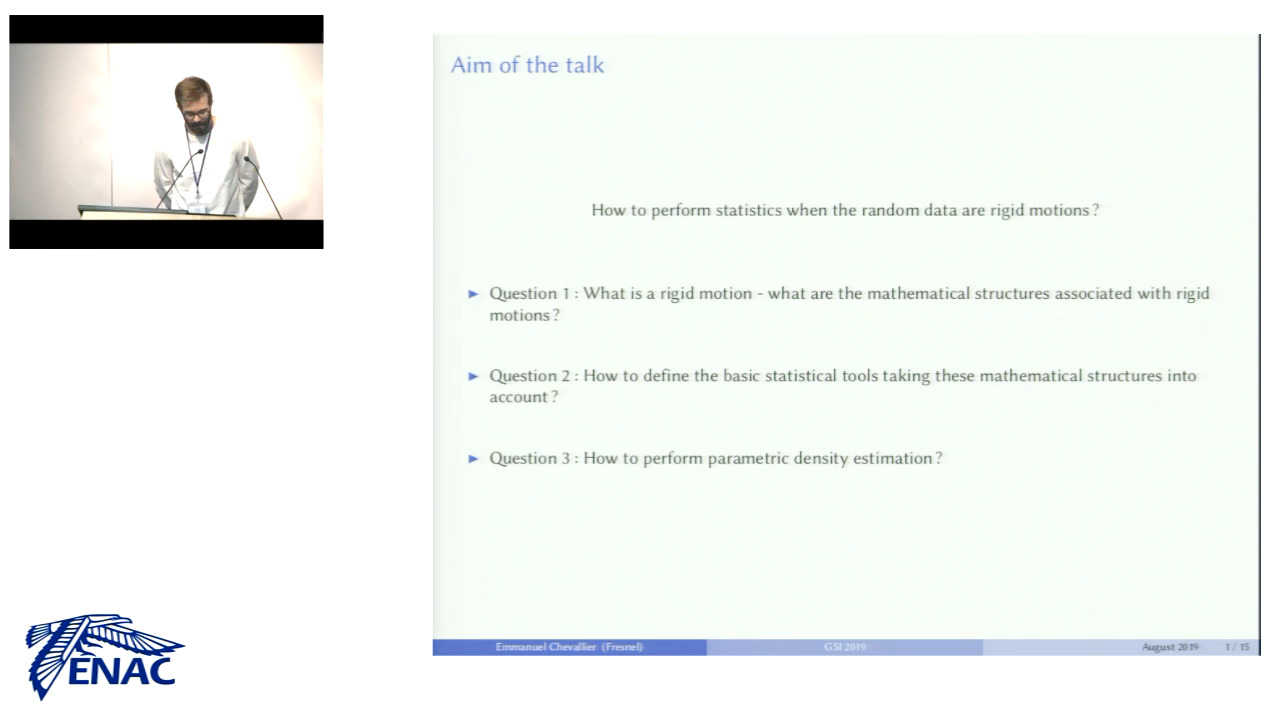 Aim of the talk
How to perform statistics when the random data are rigid motions ?
► Question 1 : What is a rigid motion - what are the mathematical structures associated with rigid
motions ?
► Question 2 : How to define the basic statistical tools taking these mathematical structures into
account ?
► Question 3 : How to perform parametric density estimation ?
Emmanuel Chevallier (Fresnel) GSI 2019 August 2019 1 / 15
ENAC